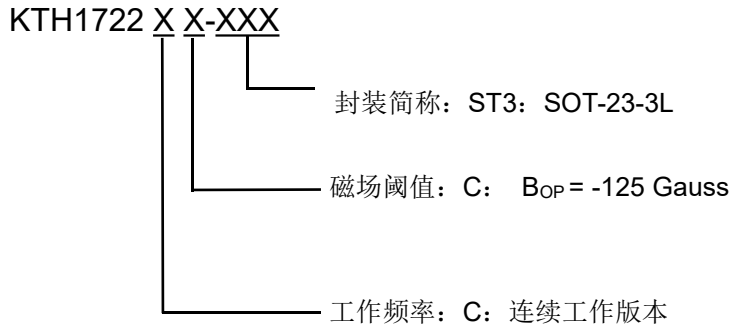 KTH1722 X X-XXX
封装简称：ST3：SOT-23-3L
磁场阈值：C： BOP = -125 Gauss
工作频率：C：连续工作版本